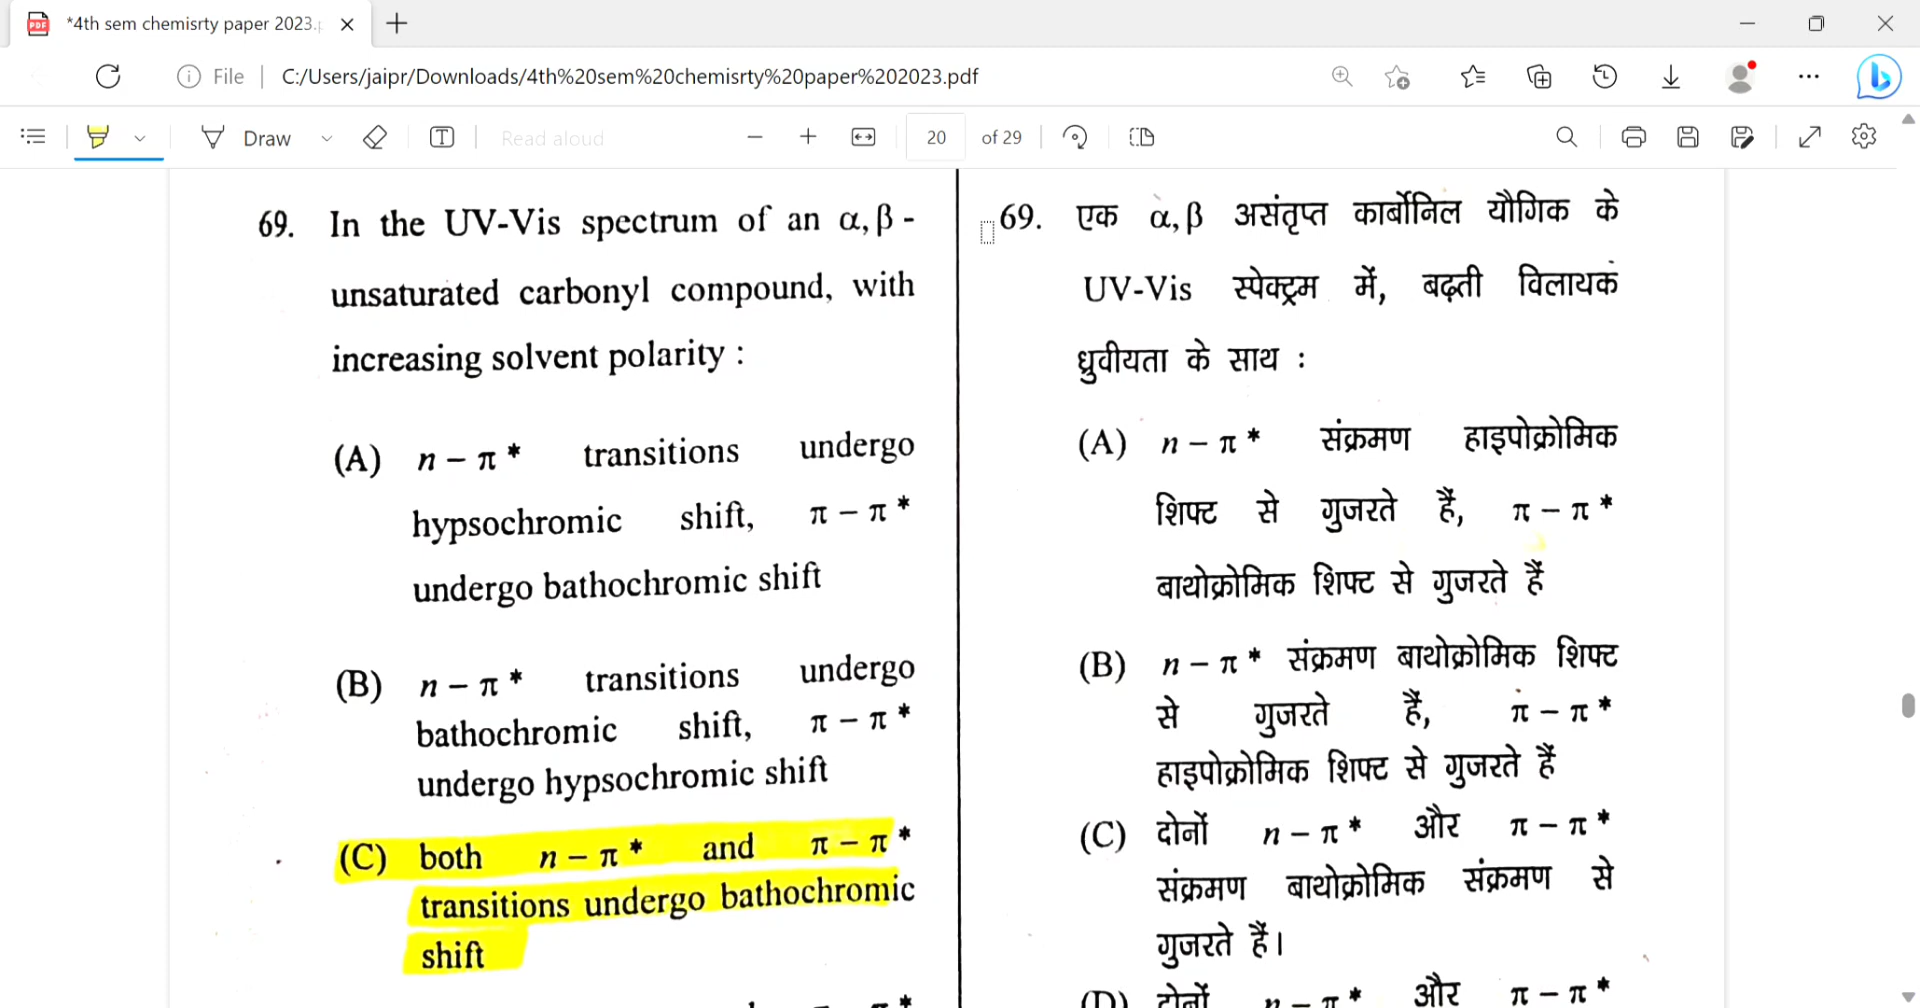 *4th sem chemisrty paper 2023.p
File
C:/Users/jaipr/Downloads/4th%20sem%20chemisrty%20paper%202023.pdf
Draw
Read aloud
20 of 29
69. In the UV-Vis spectrum of an α, β -
unsaturated carbonyl compound, with
increasing solvent polarity :
(A) n – π * transitions undergo
hypsochromic shift, π – π *
undergo bathochromic shift
(B) n – π * transitions undergo
bathochromic shift, π – π *
undergo hypsochromic shift
(C) both n – π * and π – π *
transitions undergo bathochromic
shift
69. एक α, β असंतृप्त कार्बोनिल यौगिक के
UV-Vis स्पेक्ट्रम में, बढ़ती विलायक
ध्रुवीयता के साथ :
(A) n – π * संक्रमण हाइपोक्रोमिक
शिफ्ट से गुजरते हैं, π – π *
बाथोक्रोमिक शिफ्ट से गुजरते हैं
(B) n – π * संक्रमण बाथोक्रोमिक शिफ्ट
से गुजरते हैं, π – π *
हाइपोक्रोमिक शिफ्ट से गुजरते हैं
(C) दोनों n – π * और π – π *
संक्रमण बाथोक्रोमिक संक्रमण से
गुजरते हैं।
(D) दोनों n – π * और π – π *